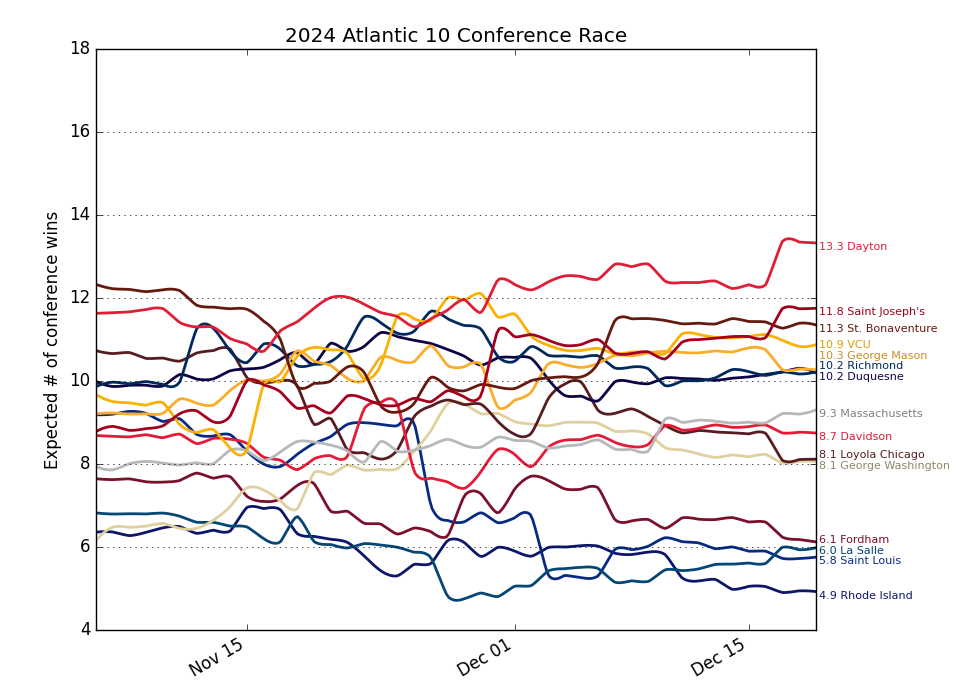 2024 Atlantic 10 Conference Race
Expected # of conference wins
18
16
14
12
10
8
6
4
Nov 15
Dec 01
Dec 15
13.3 Dayton
11.8 Saint Joseph's
11.3 St. Bonaventure
10.9 VCU
10.3 George Mason
10.2 Richmond
10.2 Duquesne
9.3 Massachusetts
8.7 Davidson
8.1 Loyola Chicago
8.1 George Washington
6.1 Fordham
6.0 La Salle
5.8 Saint Louis
4.9 Rhode Island